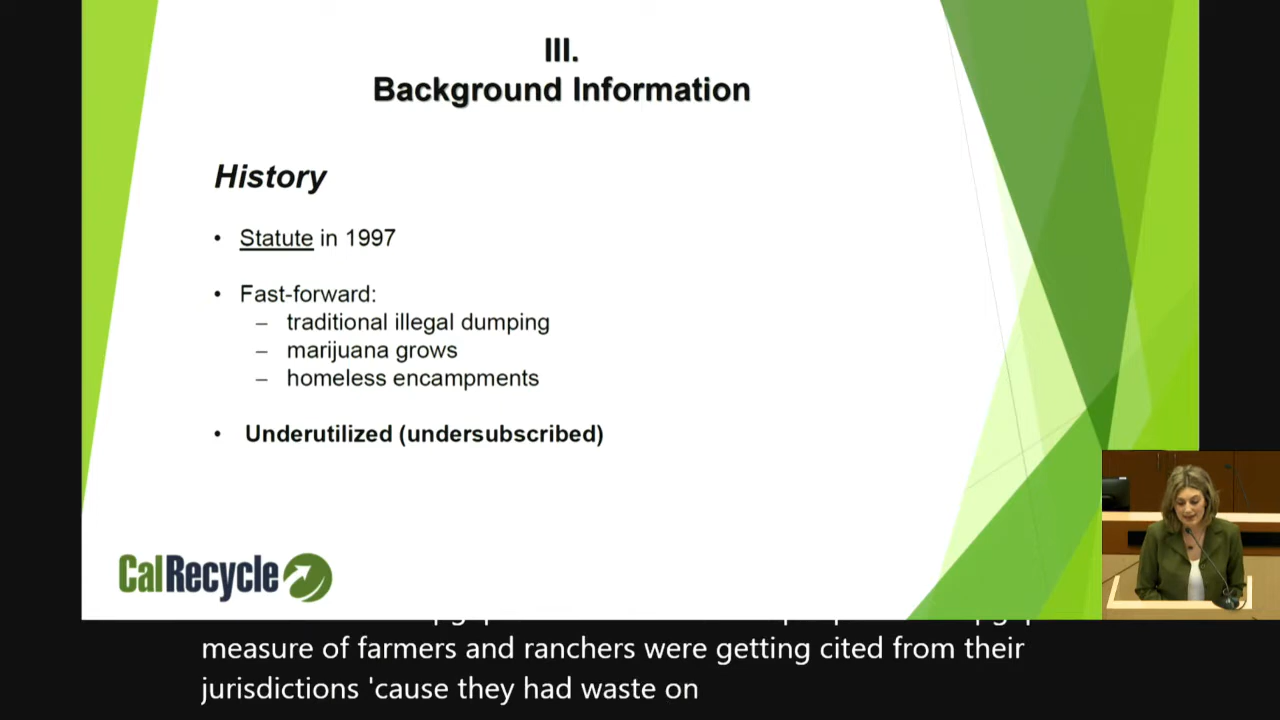 III.
Background Information
History
• Statute in 1997
• Fast-forward:
– traditional illegal dumping
– marijuana grows
– homeless encampments
• Underutilized (undersubscribed)
CalRecycle
measure of farmers and ranchers were getting cited from their
jurisdictions 'cause they had waste on